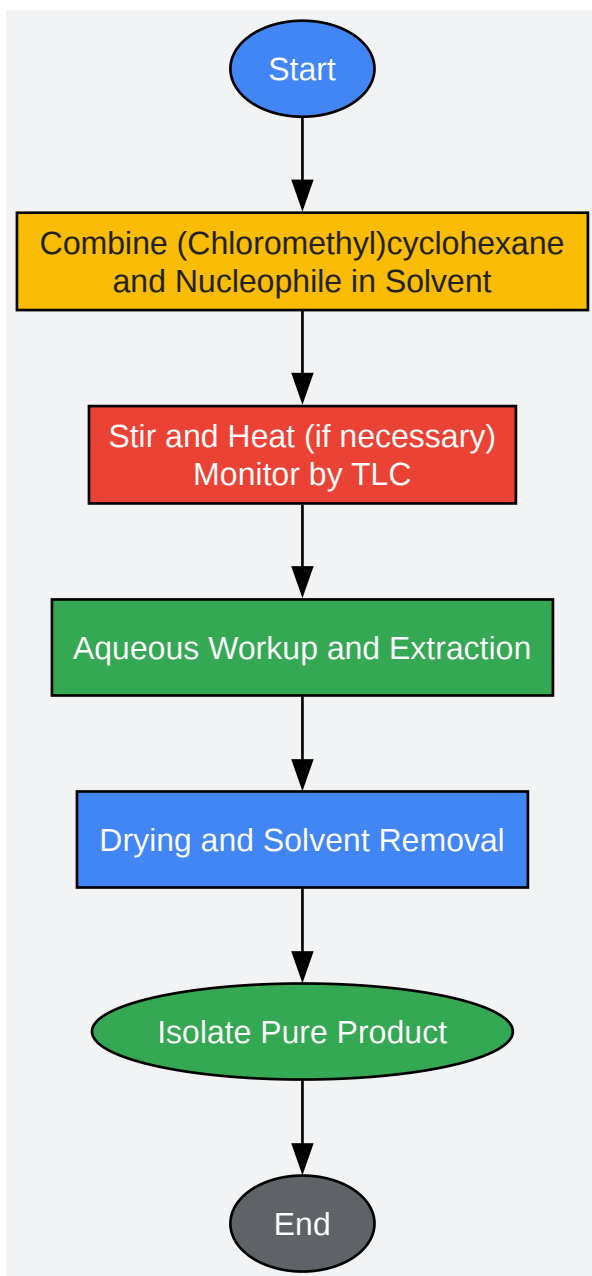 Start
Combine (Chloromethyl)cyclohexane
and Nucleophile in Solvent
Stir and Heat (if necessary)
Monitor by TLC
Aqueous Workup and Extraction
Drying and Solvent Removal
Isolate Pure Product
End